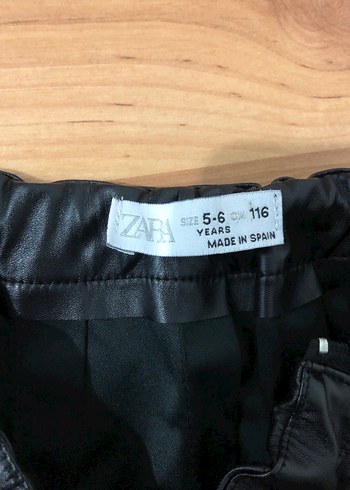 ZARA SIZE 5-6 CM 116
YEARS
MADE IN SPAIN